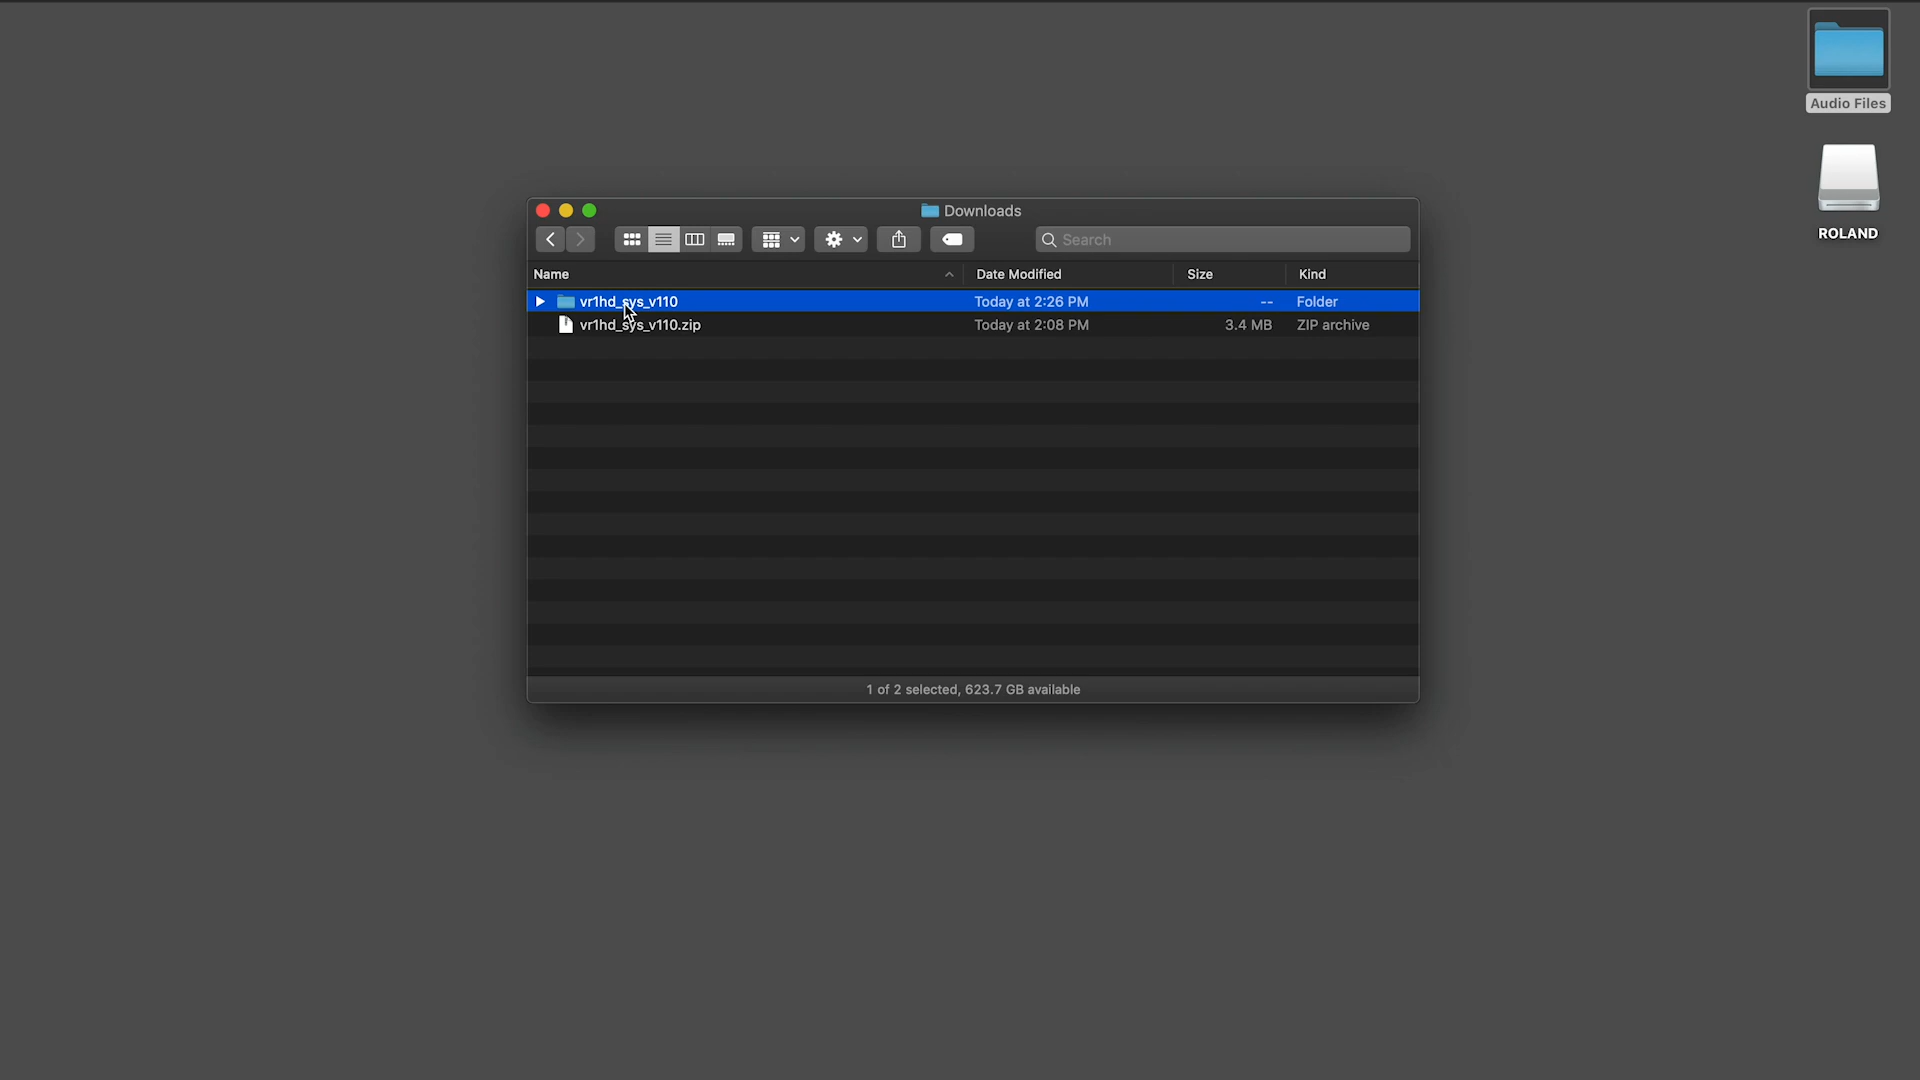 Audio Files
ROLAND
Downloads
Search
Name Date Modified Size Kind
vr1hd_sys_v110 Today at 2:26 PM -- Folder
vr1hd_sys_v110.zip Today at 2:08 PM 3.4 MB ZIP archive
1 of 2 selected, 623.7 GB available